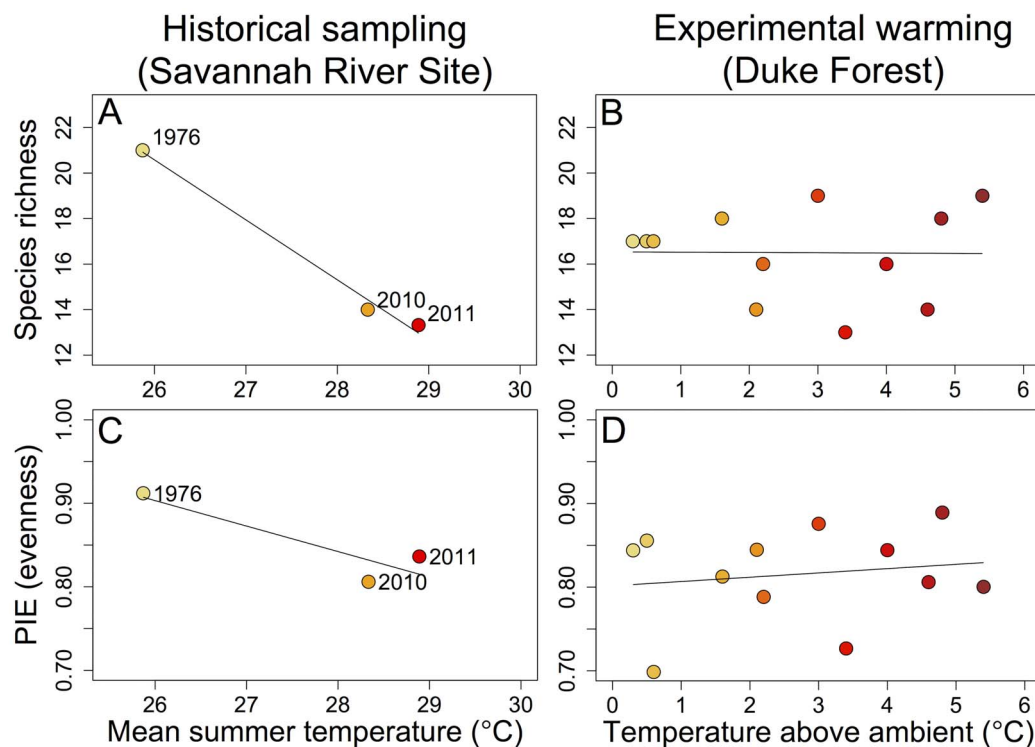 Historical sampling
(Savannah River Site)
Experimental warming
(Duke Forest)
A
1976
2010
2011
Species richness
12 14 16 18 20 22
26 27 28 29 30
B
12 14 16 18 20 22
0 1 2 3 4 5 6
C
1976
2011
2010
PIE (evenness)
0.70 0.80 0.90 1.00
26 27 28 29 30
Mean summer temperature (°C)
D
0.70 0.80 0.90 1.00
0 1 2 3 4 5 6
Temperature above ambient (°C)